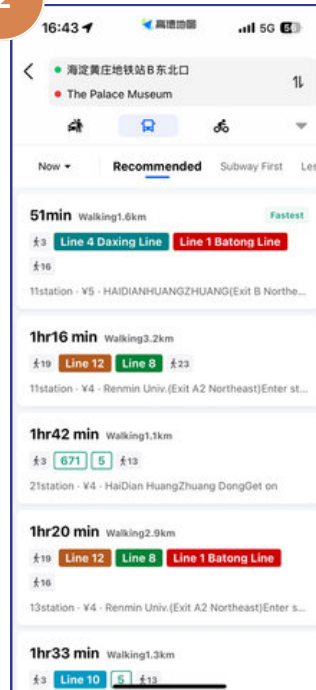 2
16:43
高德地圖
5G 56
海淀黄庄地铁站B东北口
The Palace Museum
Now
Recommended
Subway First
Les
51min Walking1.6km
Fastest
3 Line 4 Daxing Line Line 1 Batong Line
16
11station · ¥5 · HAIDIANHUANGZHUANG(Exit B Northe...
1hr16 min Walking3.2km
19 Line 12 Line 8 23
11station · ¥4 · Renmin Univ.(Exit A2 Northeast)Enter st...
1hr42 min Walking1.1km
3 671 5 13
21station · ¥4 · HaiDian HuangZhuang DongGet on
1hr20 min Walking2.9km
19 Line 12 Line 8 Line 1 Batong Line
16
13station · ¥4 · Renmin Univ.(Exit A2 Northeast)Enter s...
1hr33 min Walking1.3km
3 Line 10 5 13